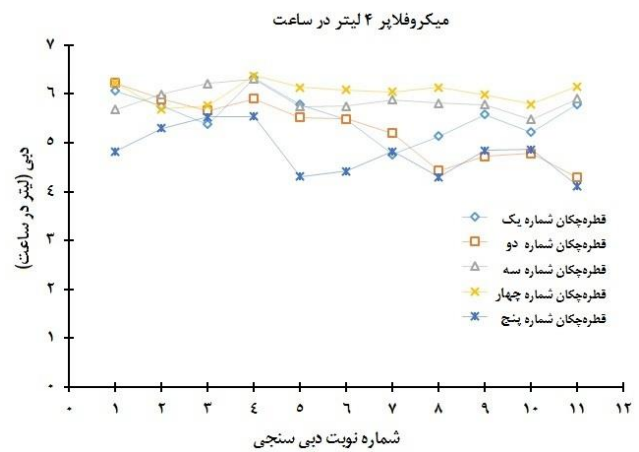 میکروفلاپر ۴ لیتر در ساعت
دبی (لیتر در ساعت)
۷
۶
۵
۴
۳
۲
۱
۰
۰ ۱ ۲ ۳ ۴ ۵ ۶ ۷ ۸ ۹ ۱۰ ۱۱ ۱۲
شماره نوبت دبی سنجی
قطره‌چکان شماره یک
قطره‌چکان شماره دو
قطره‌چکان شماره سه
قطره‌چکان شماره چهار
قطره‌چکان شماره پنج